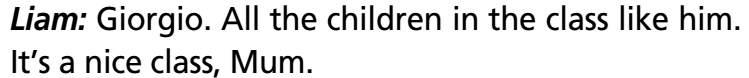 Liam: Giorgio. All the children in the class like him.
It’s a nice class, Mum.